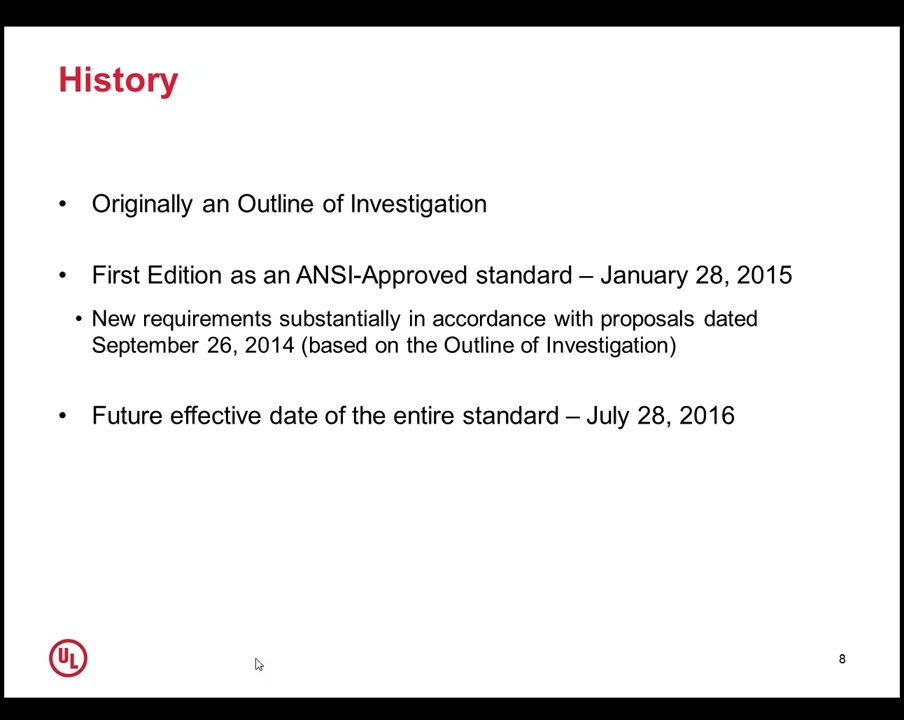 History
• Originally an Outline of Investigation
• First Edition as an ANSI-Approved standard – January 28, 2015
• New requirements substantially in accordance with proposals dated
September 26, 2014 (based on the Outline of Investigation)
• Future effective date of the entire standard – July 28, 2016
UL
8